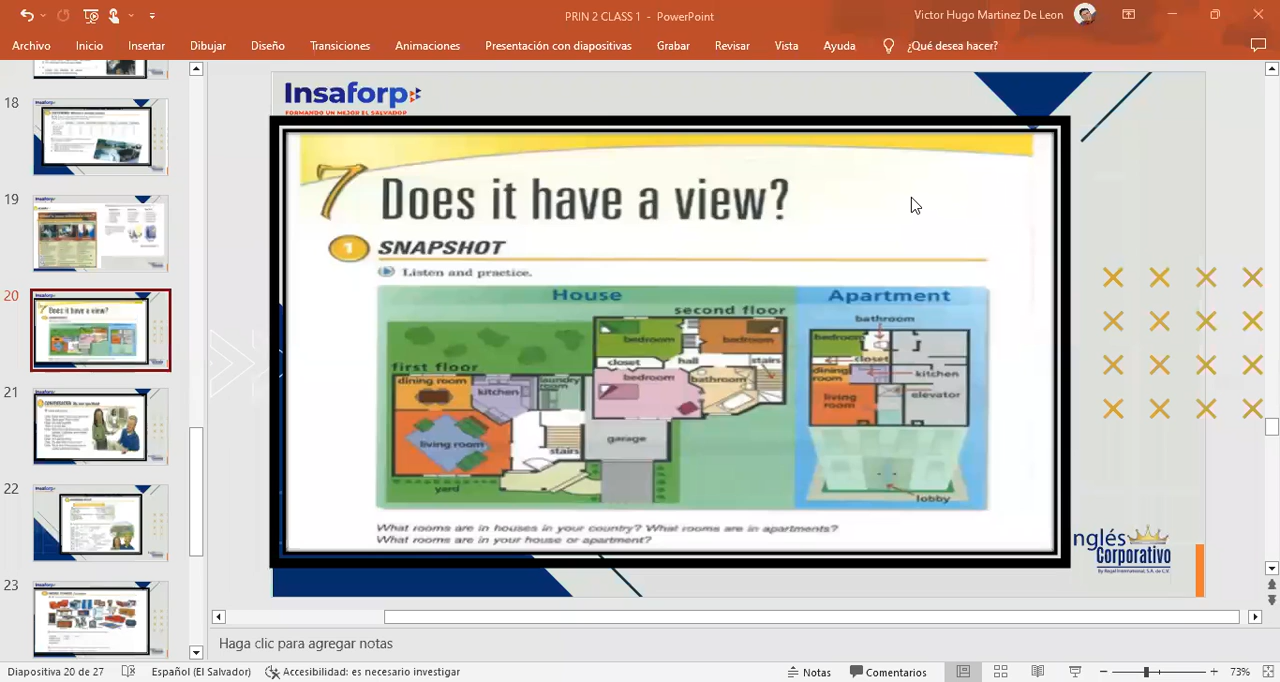 PRIN 2 CLASS 1 - PowerPoint
Victor Hugo Martinez De Leon
Archivo Inicio Insertar Dibujar Diseño Transiciones Animaciones Presentación con diapositivas Grabar Revisar Vista Ayuda ¿Qué desea hacer?
18
19
20
21
22
23
Insaforp
FORMANDO UN MEJOR EL SALVADOR
7 Does it have a view?
1 SNAPSHOT
Listen and practice.
House
Apartment
second floor
bathroom
bedroom
bedroom
bedroom
closet
hall
stairs
closet
first floor
dining room
kitchen
laundry room
bedroom
bathroom
dining room
kitchen
living room
elevator
living room
stairs
garage
yard
lobby
What rooms are in houses in your country? What rooms are in apartments?
What rooms are in your house or apartment?
nglés
Corporativo
By Regal International, S.A. de C.V.
Haga clic para agregar notas
Diapositiva 20 de 27 Español (El Salvador) Accesibilidad: es necesario investigar Notas Comentarios 73%